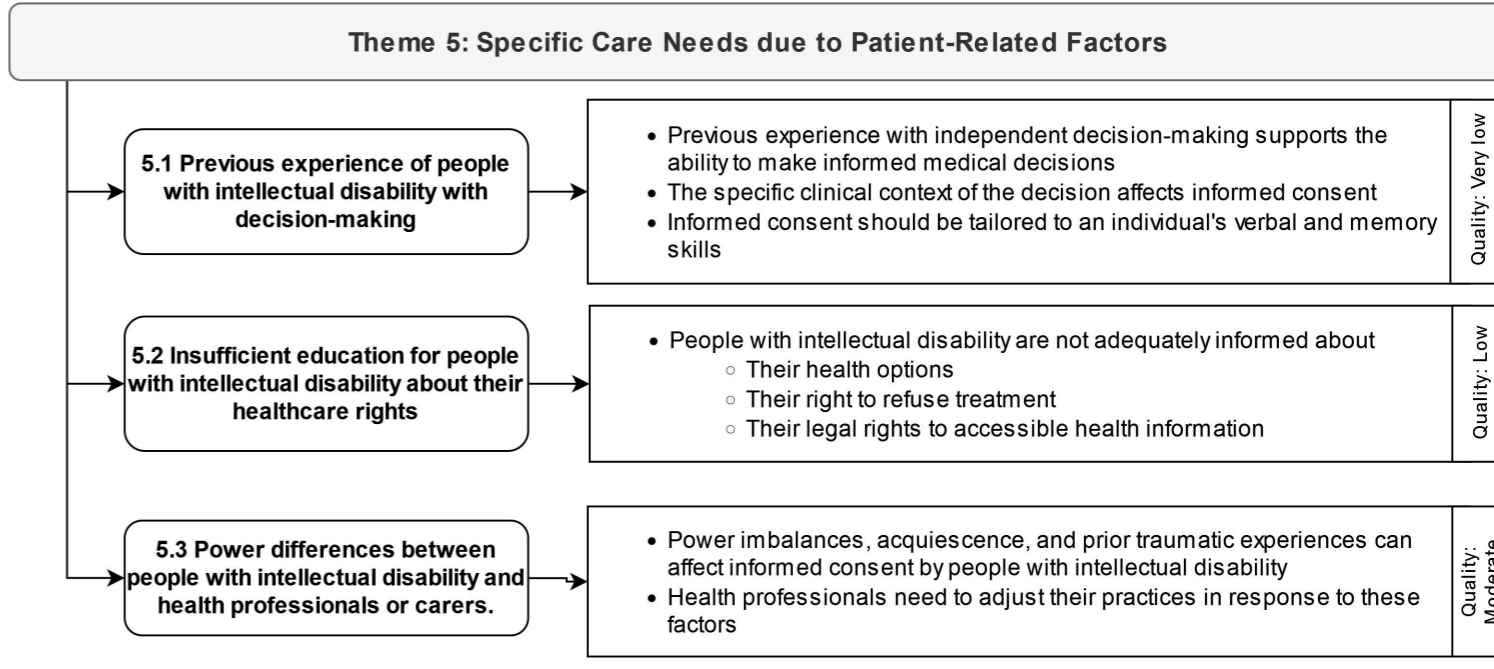 Theme 5: Specific Care Needs due to Patient-Related Factors
5.1 Previous experience of people
with intellectual disability with
decision-making
• Previous experience with independent decision-making supports the
ability to make informed medical decisions
• The specific clinical context of the decision affects informed consent
• Informed consent should be tailored to an individual's verbal and memory
skills
Quality: Very low
5.2 Insufficient education for people
with intellectual disability about their
healthcare rights
• People with intellectual disability are not adequately informed about
○ Their health options
○ Their right to refuse treatment
○ Their legal rights to accessible health information
Quality: Low
5.3 Power differences between
people with intellectual disability and
health professionals or carers.
• Power imbalances, acquiescence, and prior traumatic experiences can
affect informed consent by people with intellectual disability
• Health professionals need to adjust their practices in response to these
factors
Quality:
Moderate